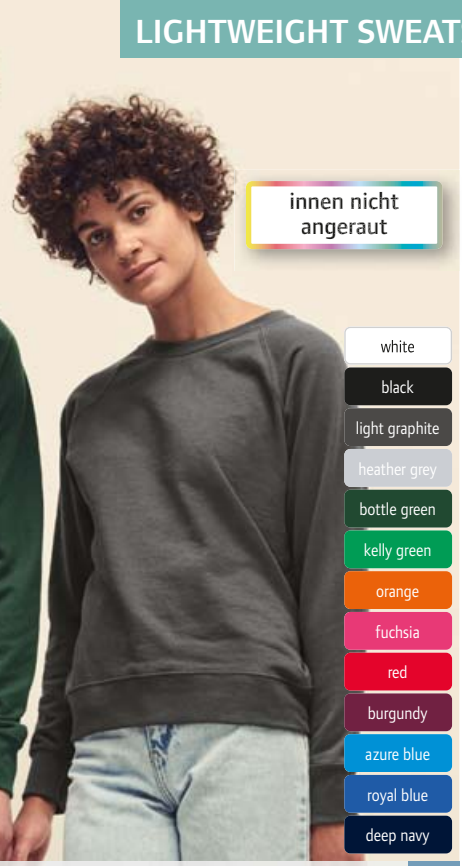 LIGHTWEIGHT SWEAT
innen nicht
angeraut
white
black
light graphite
heather grey
bottle green
kelly green
orange
fuchsia
red
burgundy
azure blue
royal blue
deep navy